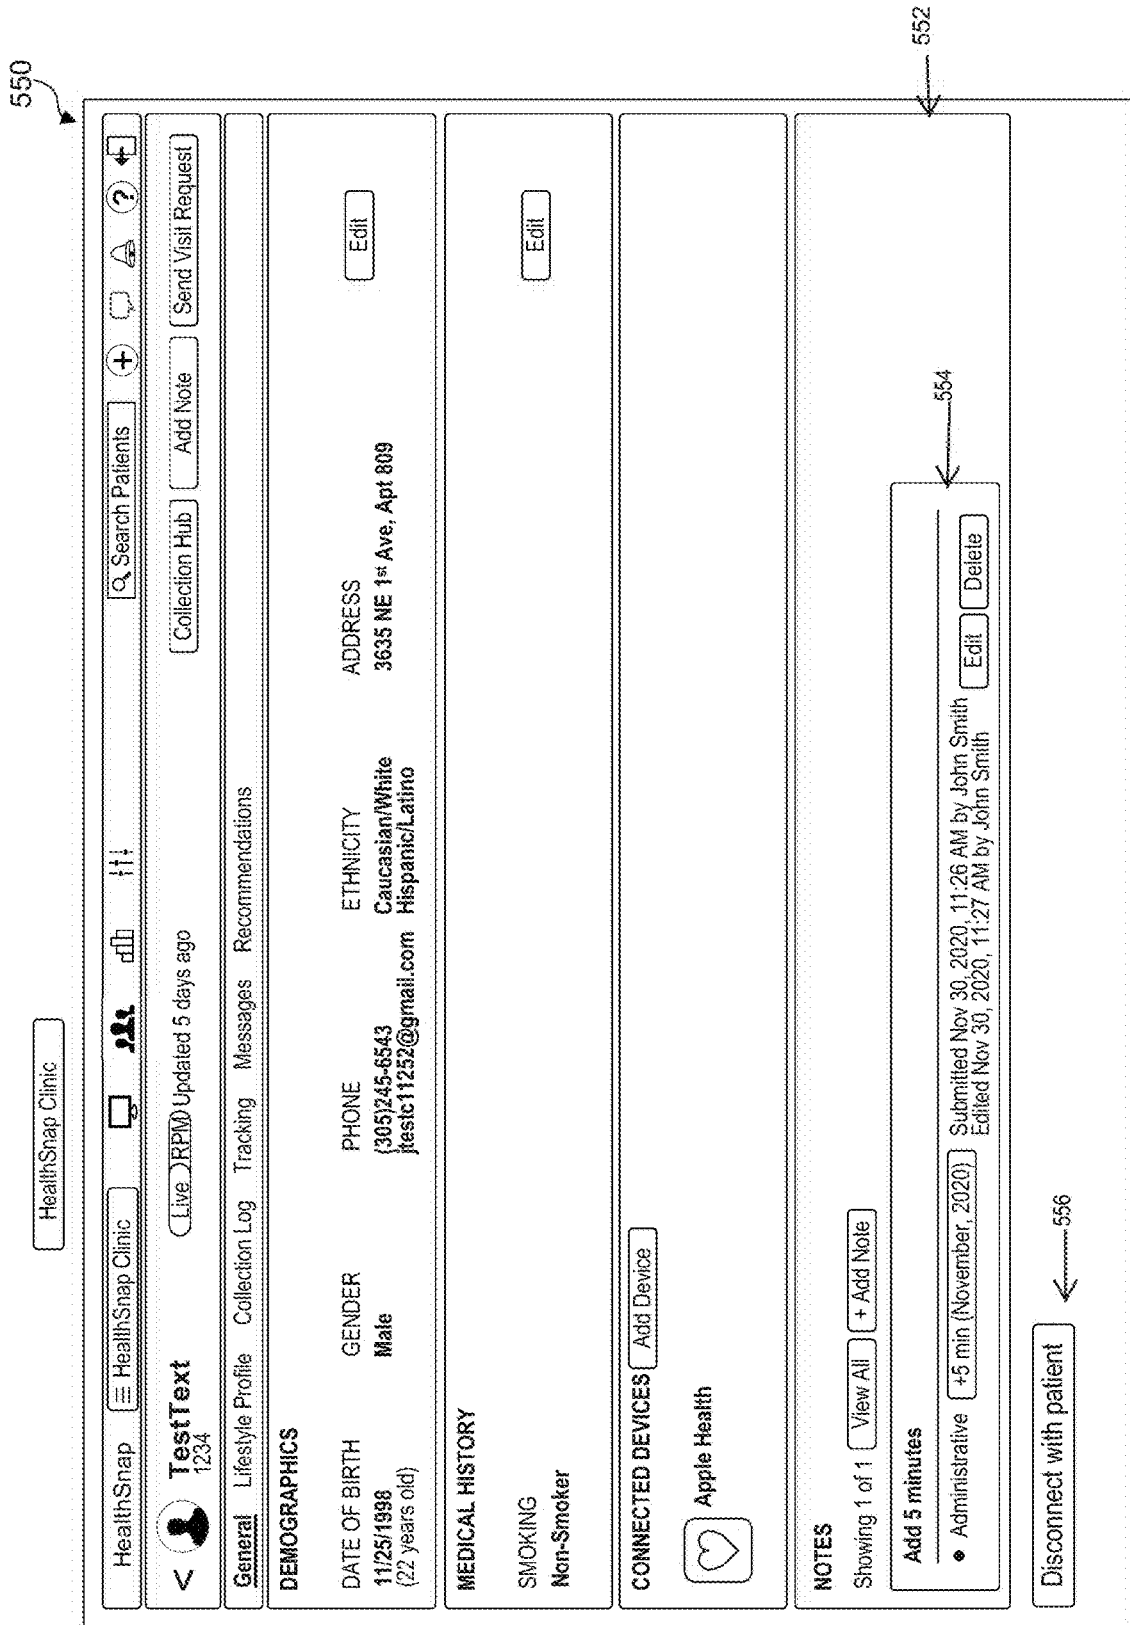 550
HealthSnap Clinic
HealthSnap ☰ HealthSnap Clinic Search Patients + ?
< TestText Live RPM Updated 5 days ago Collection Hub Add Note Send Visit Request
1234
General Lifestyle Profile Collection Log Tracking Messages Recommendations
DEMOGRAPHICS
DATE OF BIRTH GENDER PHONE ETHNICITY ADDRESS
11/25/1998 Male (305)245-6543 Caucasian/White 3635 NE 1st Ave, Apt 809 Edit
(22 years old) jtestc11252@gmail.com Hispanic/Latino
MEDICAL HISTORY
SMOKING Edit
Non-Smoker
CONNECTED DEVICES Add Device
Apple Health
NOTES
552
Showing 1 of 1 View All + Add Note
Add 5 minutes
554
• Administrative +5 min (November, 2020) Submitted Nov 30, 2020, 11:26 AM by John Smith Edit Delete
Edited Nov 30, 2020, 11:27 AM by John Smith
Disconnect with patient 556